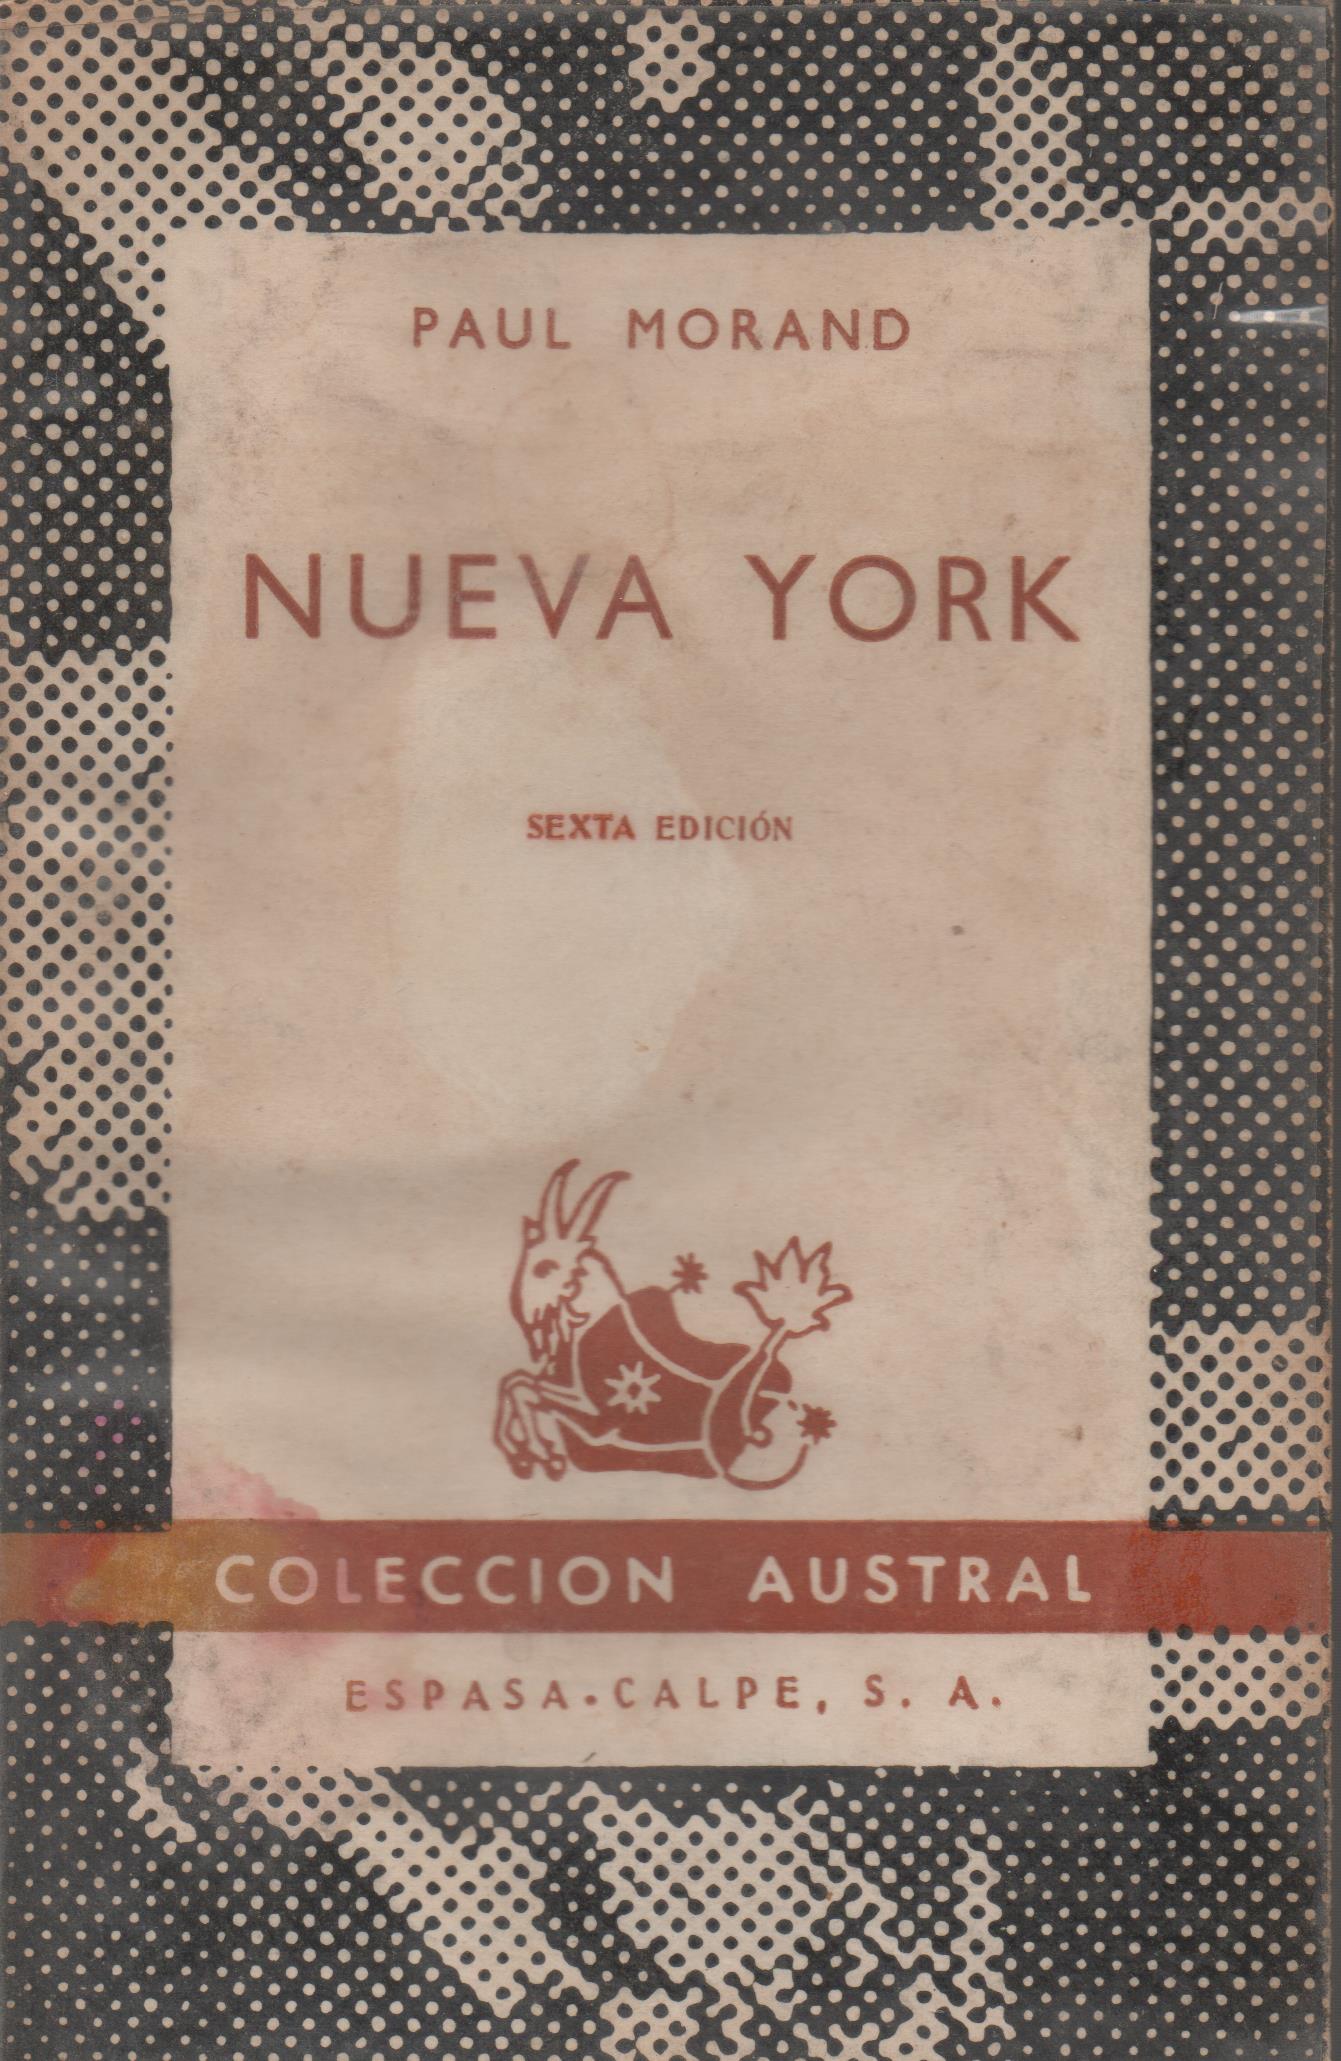 PAUL MORAND
NUEVA YORK
SEXTA EDICIÓN
COLECCION AUSTRAL
ESPASA-CALPE, S. A.